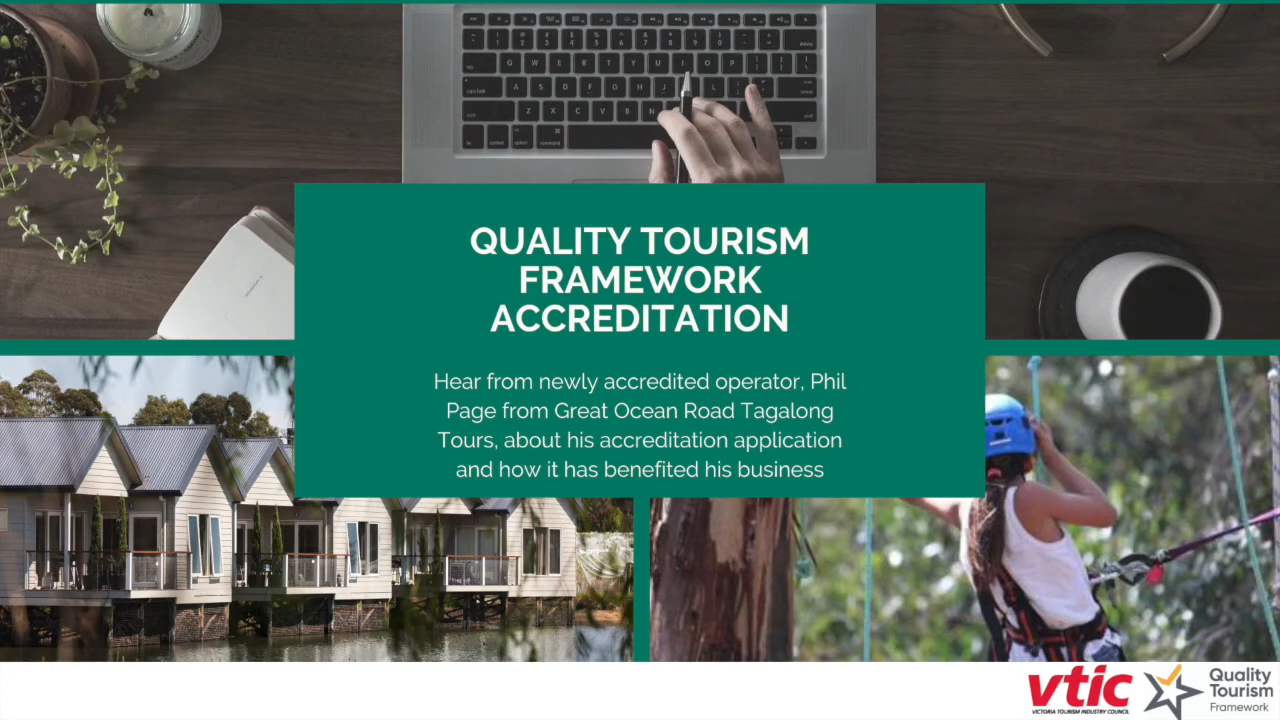 QUALITY TOURISM
FRAMEWORK
ACCREDITATION
Hear from newly accredited operator, Phil
Page from Great Ocean Road Tagalong
Tours, about his accreditation application
and how it has benefited his business
vtic
VICTORIA TOURISM INDUSTRY COUNCIL
Quality
Tourism
Framework